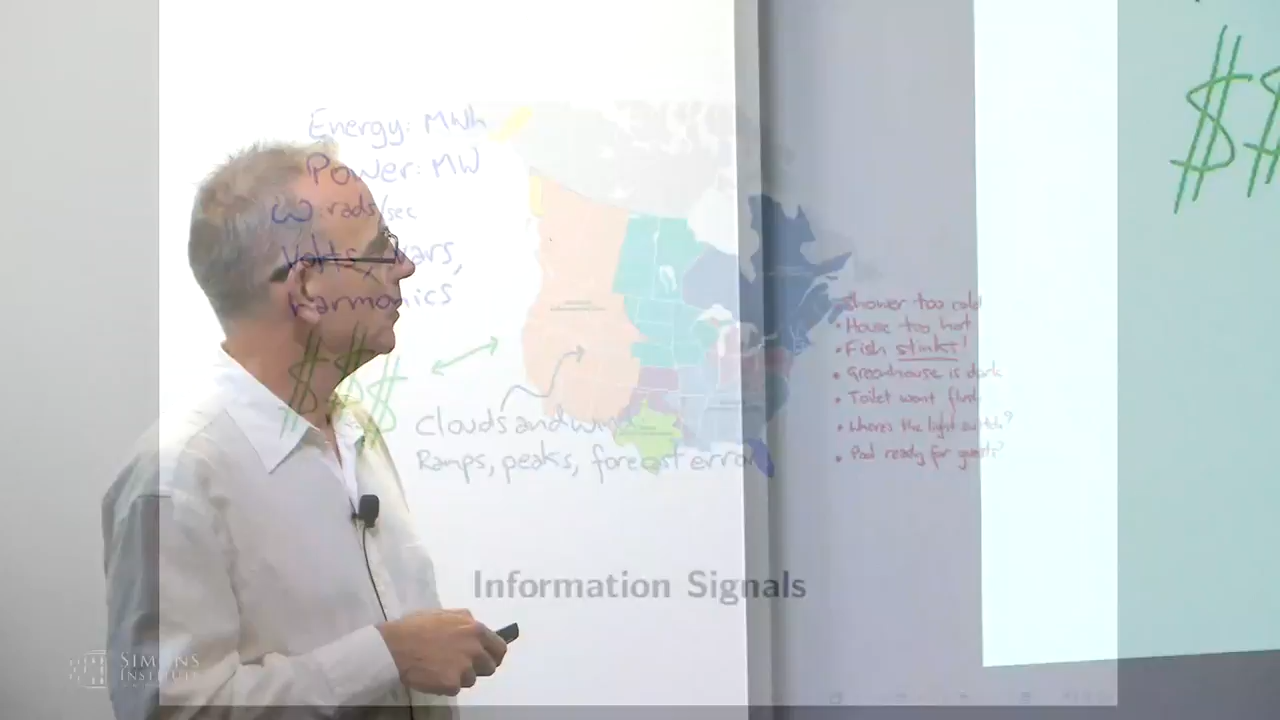 Energy: MWh
Power: MW
ω rads/sec
Volts, Vars,
harmonics
$$$
$$
Clouds and wind
Ramps, peaks, forecast error
Shower too cold!
• House too hot
• Fish stinks!
• Greenhouse is dark
• Toilet wont flush
• Where's the light switch?
• Pool ready for guests?
Information Signals
SIMONS
INSTITUTE